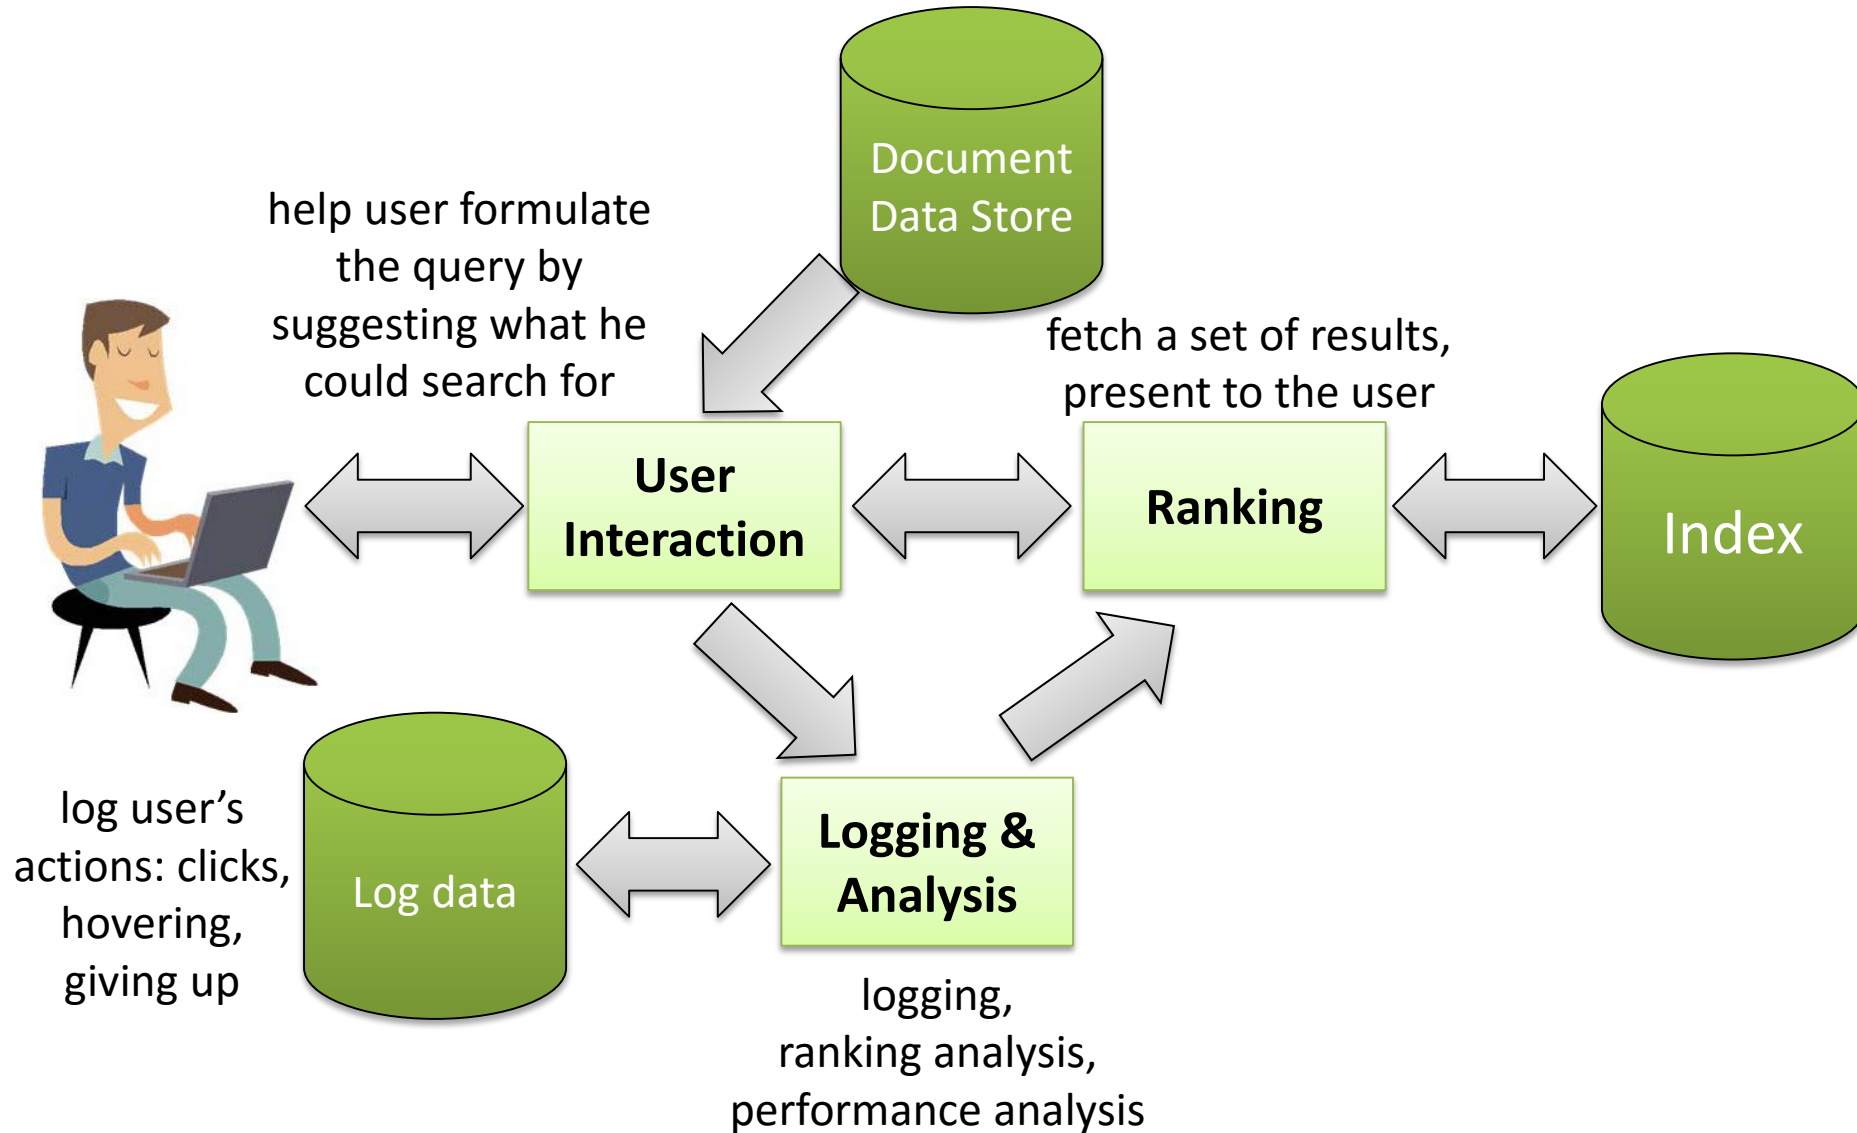 Document
Data Store
help user formulate
the query by
suggesting what he
could search for
fetch a set of results,
present to the user
User
Interaction
Ranking
Index
log user’s
actions: clicks,
hovering,
giving up
Log data
Logging &
Analysis
logging,
ranking analysis,
performance analysis